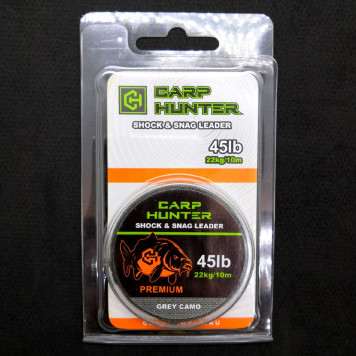 CARP
HUNTER
SHOCK & SNAG LEADER
45lb
22kg/10m
CARP
HUNTER
SHOCK & SNAG LEADER
45lb
22kg/10m
PREMIUM
GREY CAMO